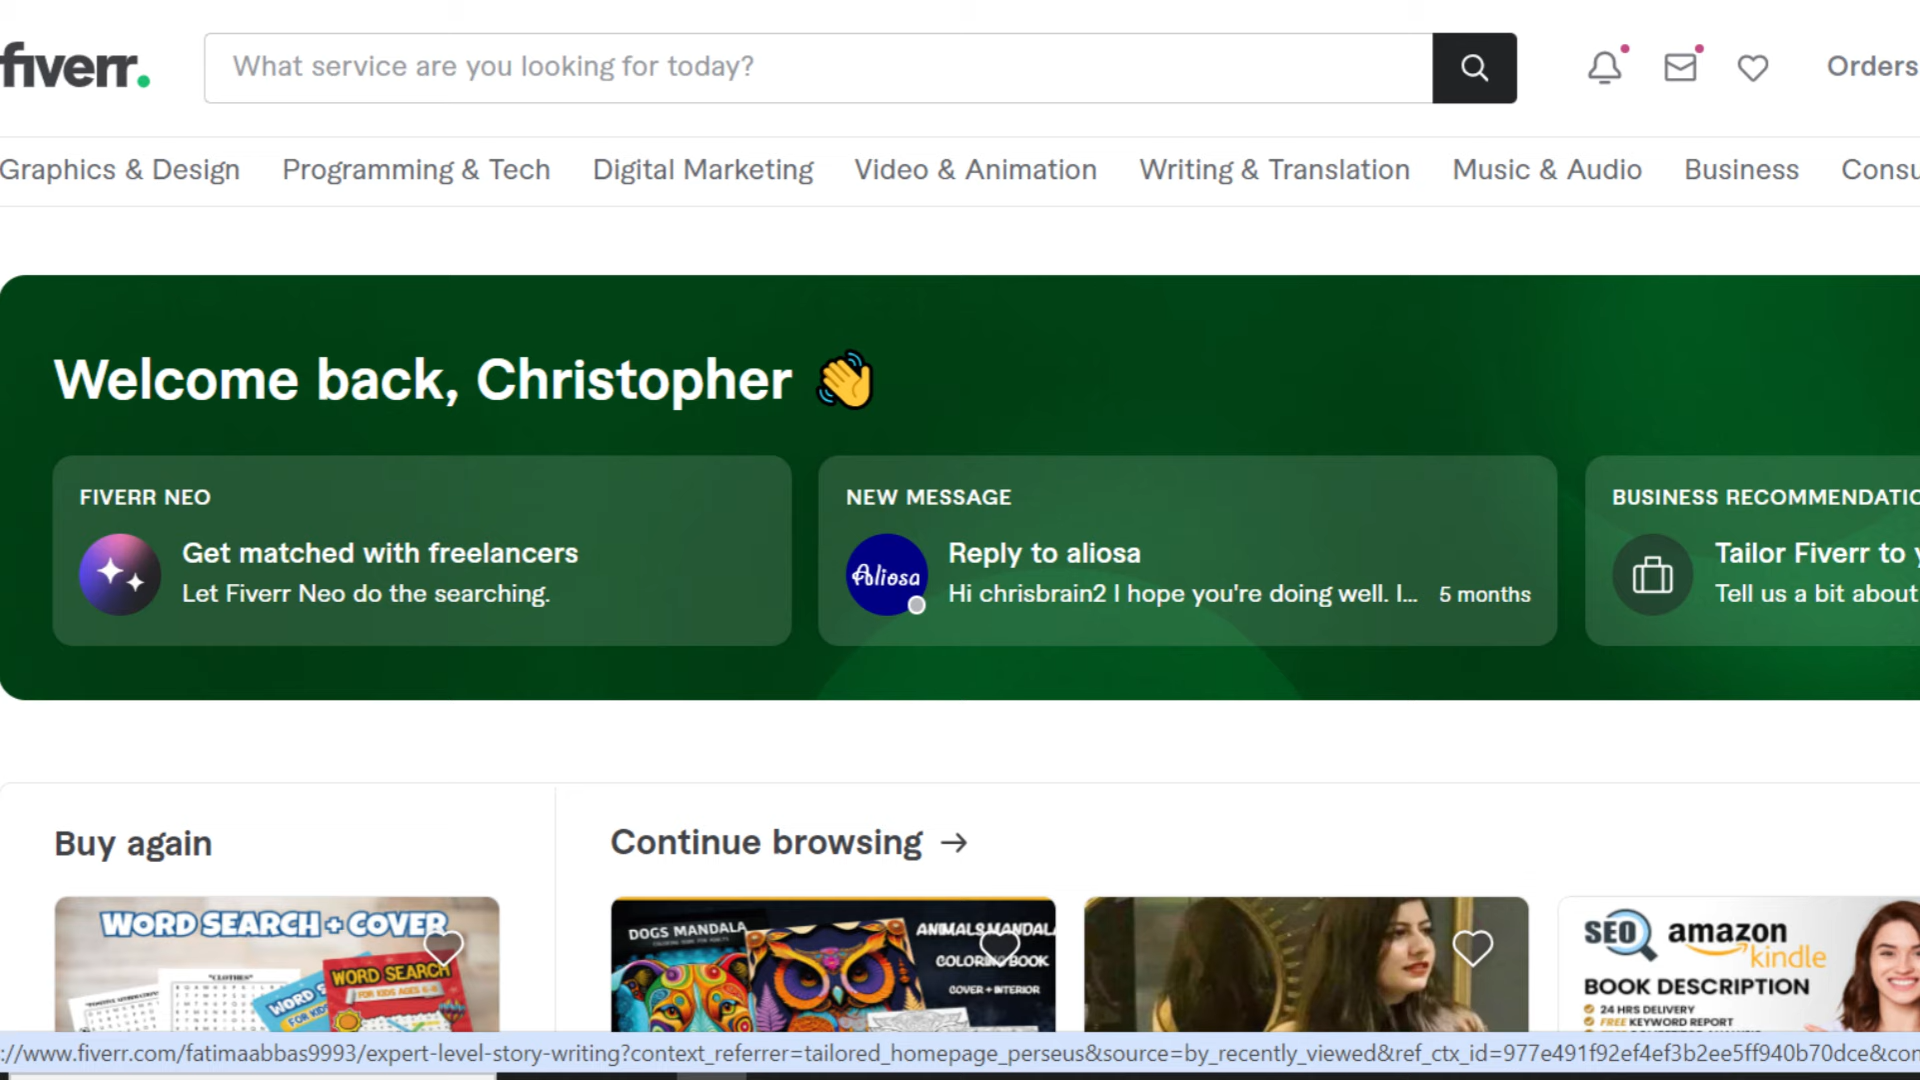 fiverr.
What service are you looking for today?
Orders
Graphics & Design Programming & Tech Digital Marketing Video & Animation Writing & Translation Music & Audio Business Consu
Welcome back, Christopher
FIVERR NEO
Get matched with freelancers
Let Fiverr Neo do the searching.
NEW MESSAGE
Aliosa
Reply to aliosa
Hi chrisbrain2 I hope you're doing well. I... 5 months
BUSINESS RECOMMENDATIO
Tailor Fiverr to y
Tell us a bit about
Buy again
Continue browsing →
WORD SEARCH + COVER
"CLOTHES"
WORD SEARCH
FOR KIDS AGES 6-8
WORD S
FOR KID
DOGS MANDALA
COLORING BOOK FOR ADULTS
ANIMALS MANDALA
COLORING BOOK
COVER + INTERIOR
SEO amazon
kindle
BOOK DESCRIPTION
24 HRS DELIVERY
FREE KEYWORD REPORT
://www.fiverr.com/fatimaabbas9993/expert-level-story-writing?context_referrer=tailored_homepage_perseus&source=by_recently_viewed&ref_ctx_id=977e491f92ef4ef3b2ee5ff940b70dce&con